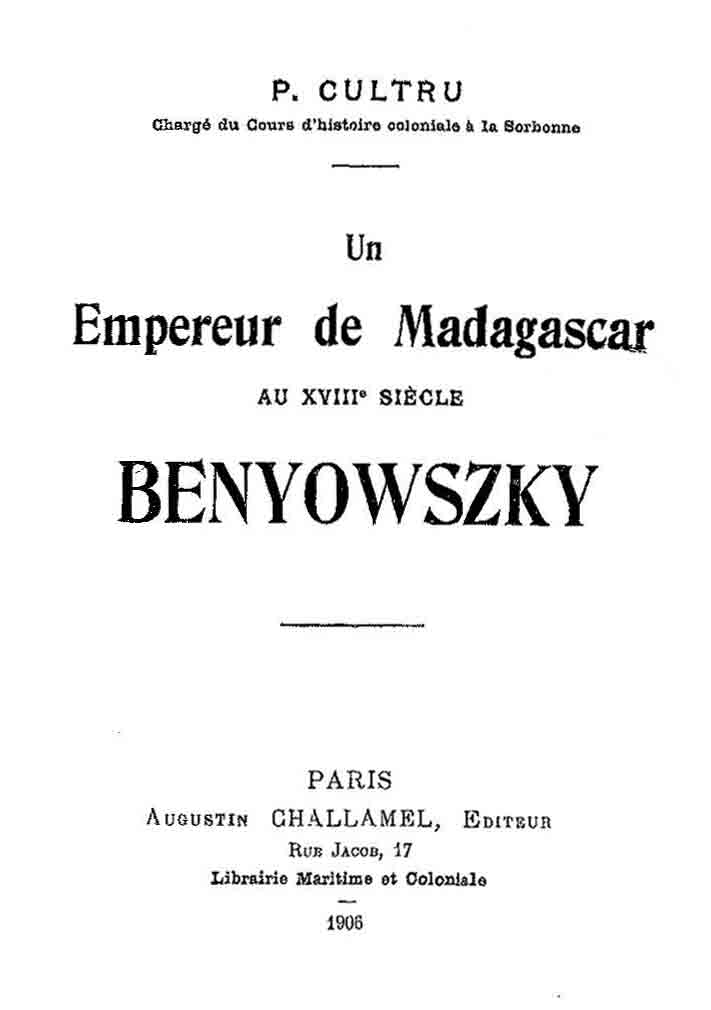 P. CULTRU
Chargé du Cours d'histoire coloniale à la Sorbonne
Un
Empereur de Madagascar
AU XVIIIe SIÈCLE
BENYOWSZKY
PARIS
AUGUSTIN CHALLAMEL, EDITEUR
RUE JACOB, 17
Librairie Maritime et Coloniale
1906